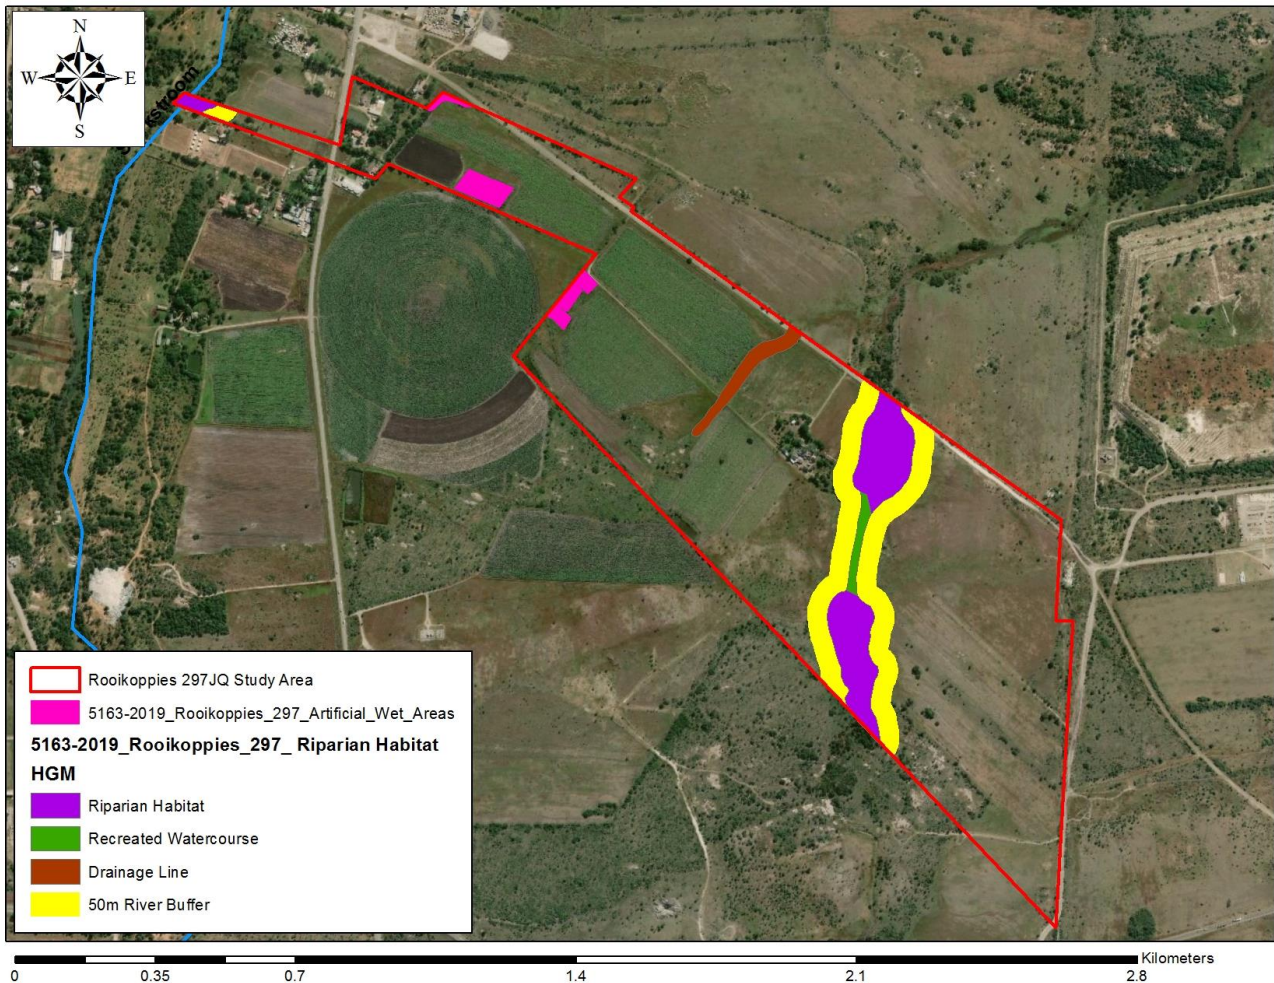 N
W E
S
Rooikoppies 297JQ Study Area
5163-2019_Rooikoppies_297_Artificial_Wet_Areas
5163-2019_Rooikoppies_297_ Riparian Habitat
HGM
Riparian Habitat
Recreated Watercourse
Drainage Line
50m River Buffer
Kilometers
0 0.35 0.7 1.4 2.1 2.8